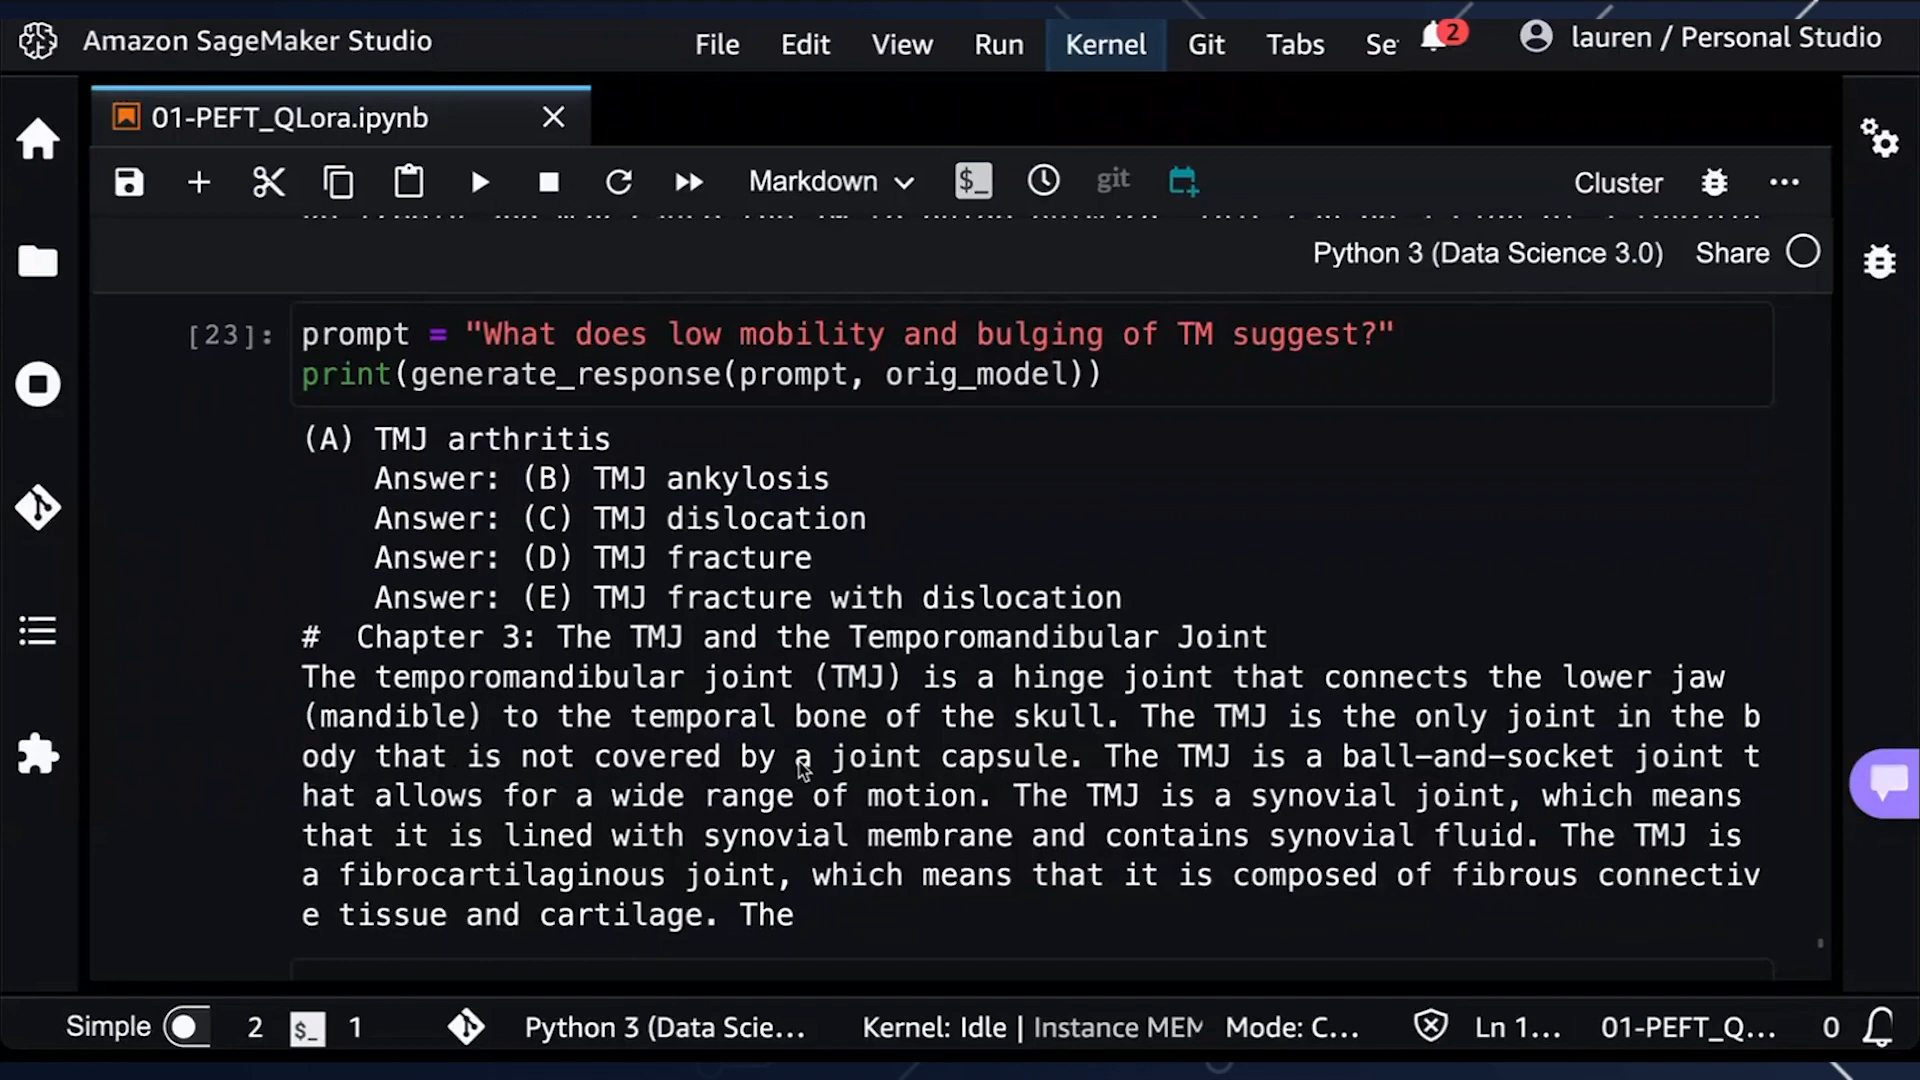 Amazon SageMaker Studio
File Edit View Run Kernel Git Tabs Se 2 lauren / Personal Studio
01-PEFT_QLora.ipynb
Markdown $_ git Cluster
Python 3 (Data Science 3.0) Share
[23]: prompt = "What does low mobility and bulging of TM suggest?"
print(generate_response(prompt, orig_model))
(A) TMJ arthritis
Answer: (B) TMJ ankylosis
Answer: (C) TMJ dislocation
Answer: (D) TMJ fracture
Answer: (E) TMJ fracture with dislocation
# Chapter 3: The TMJ and the Temporomandibular Joint
The temporomandibular joint (TMJ) is a hinge joint that connects the lower jaw
(mandible) to the temporal bone of the skull. The TMJ is the only joint in the b
ody that is not covered by a joint capsule. The TMJ is a ball-and-socket joint t
hat allows for a wide range of motion. The TMJ is a synovial joint, which means
that it is lined with synovial membrane and contains synovial fluid. The TMJ is
a fibrocartilaginous joint, which means that it is composed of fibrous connectiv
e tissue and cartilage. The
Simple 2 $_ 1 Python 3 (Data Scie... Kernel: Idle | Instance MEM Mode: C... Ln 1... 01-PEFT_Q... 0